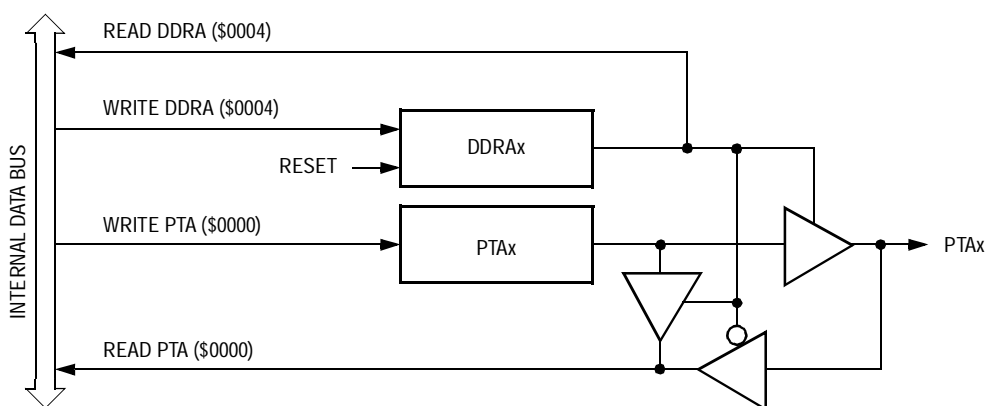 READ DDRA ($0004)
WRITE DDRA ($0004)
DDRAx
RESET
INTERNAL DATA BUS
WRITE PTA ($0000)
PTAx
PTAx
READ PTA ($0000)